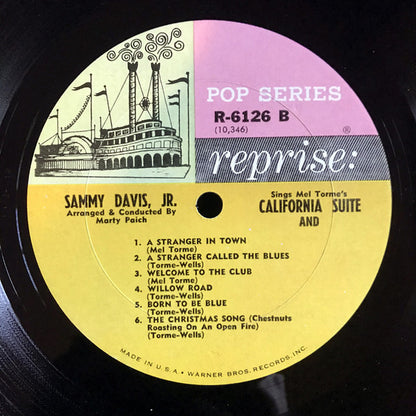 POP SERIES
R-6126 B
(10,346)
®
reprise:
SAMMY DAVIS, JR.
Arranged & Conducted By
Marty Paich
Sings Mel Torme's
CALIFORNIA SUITE
AND
1. A STRANGER IN TOWN
(Mel Torme)
2. A STRANGER CALLED THE BLUES
(Torme-Wells)
3. WELCOME TO THE CLUB
(Mel Torme)
4. WILLOW ROAD
(Torme-Wells)
5. BORN TO BE BLUE
(Torme-Wells)
6. THE CHRISTMAS SONG (Chestnuts
Roasting On An Open Fire)
(Torme-Wells)
MADE IN U.S.A. • WARNER BROS. RECORDS, INC.